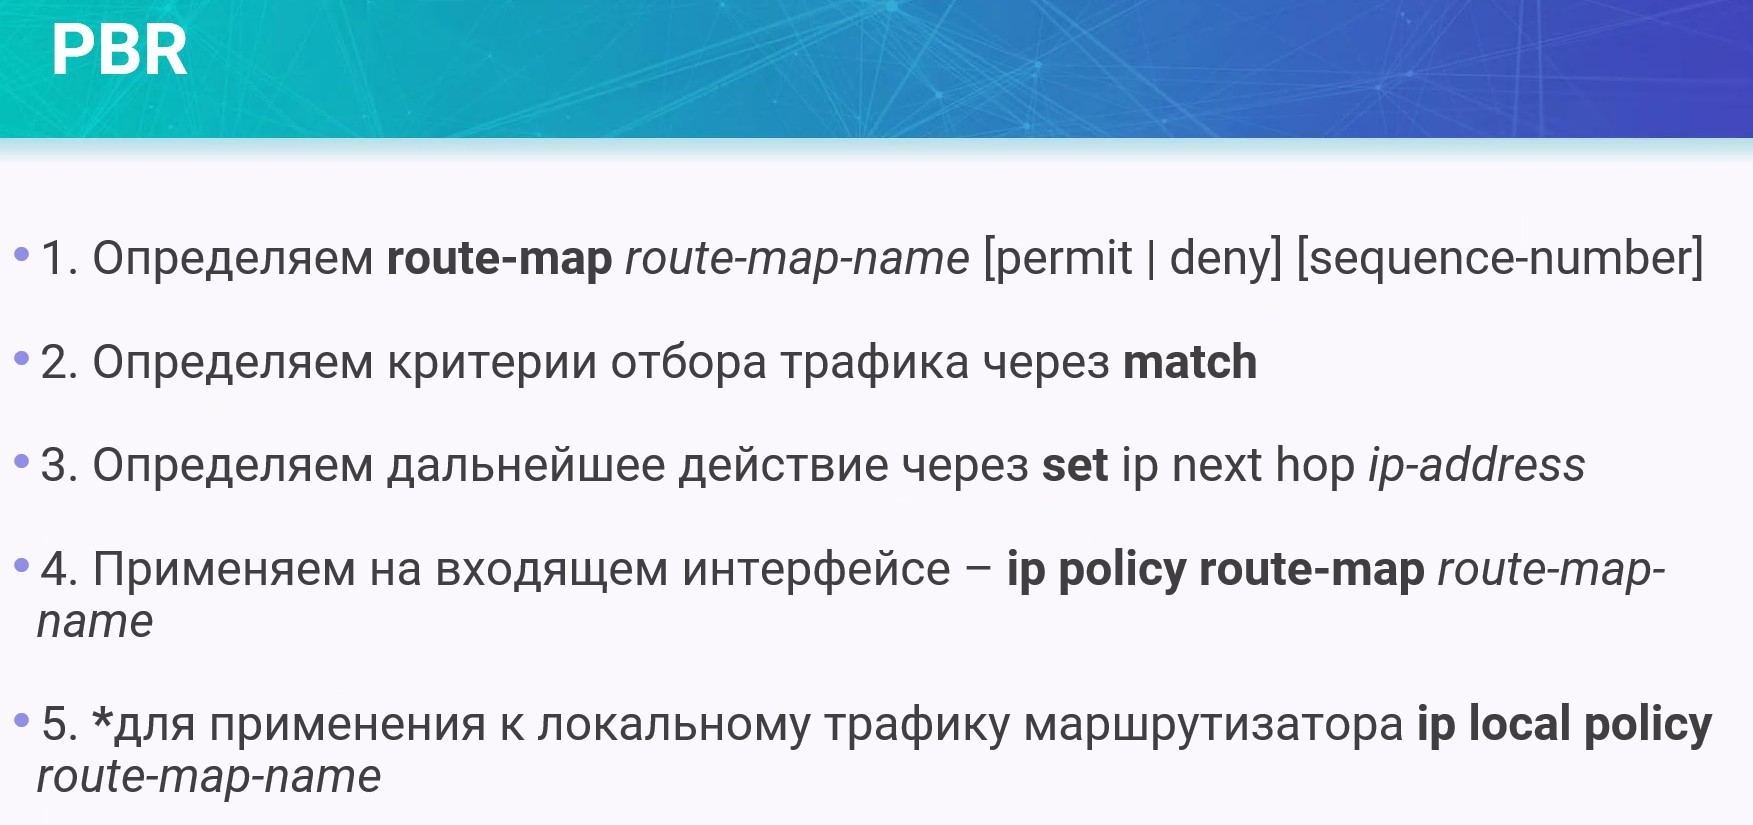 PBR
• 1. Определяем route-map route-map-name [permit | deny] [sequence-number]
• 2. Определяем критерии отбора трафика через match
• 3. Определяем дальнейшее действие через set ip next hop ip-address
• 4. Применяем на входящем интерфейсе – ip policy route-map route-map-
name
• 5. *для применения к локальному трафику маршрутизатора ip local policy
route-map-name